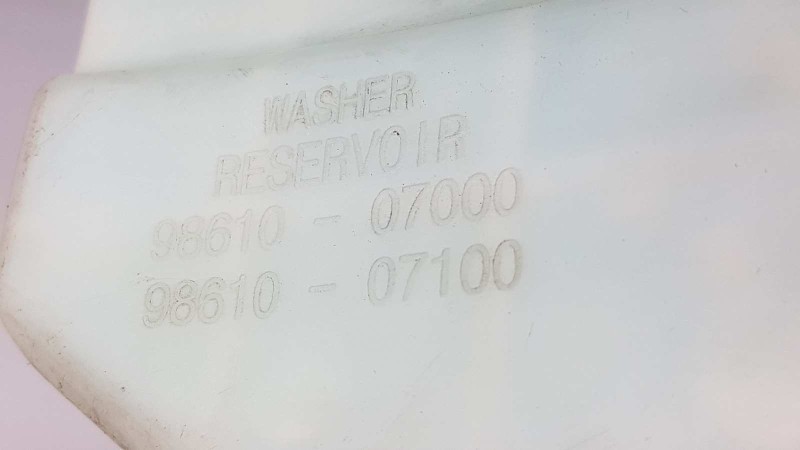 WASHER
RESERVOIR
98610 - 07000
98610 - 07100